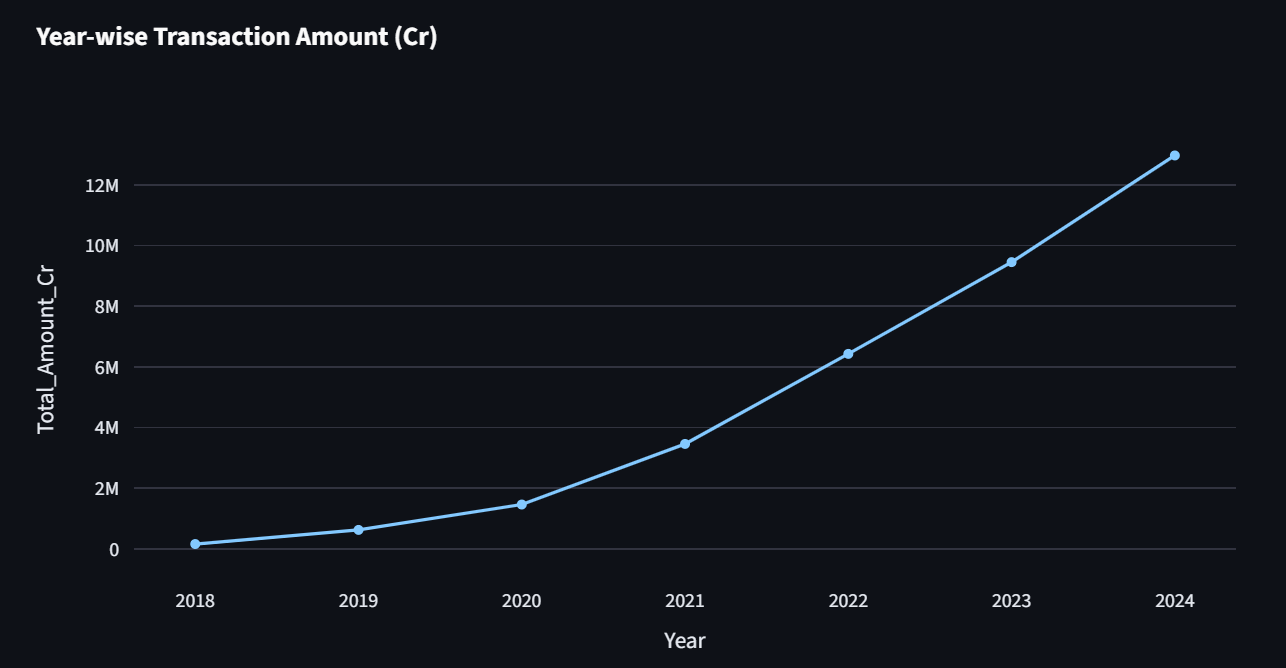 Year-wise Transaction Amount (Cr)
Total_Amount_Cr
12M
10M
8M
6M
4M
2M
0
2018 2019 2020 2021 2022 2023 2024
Year